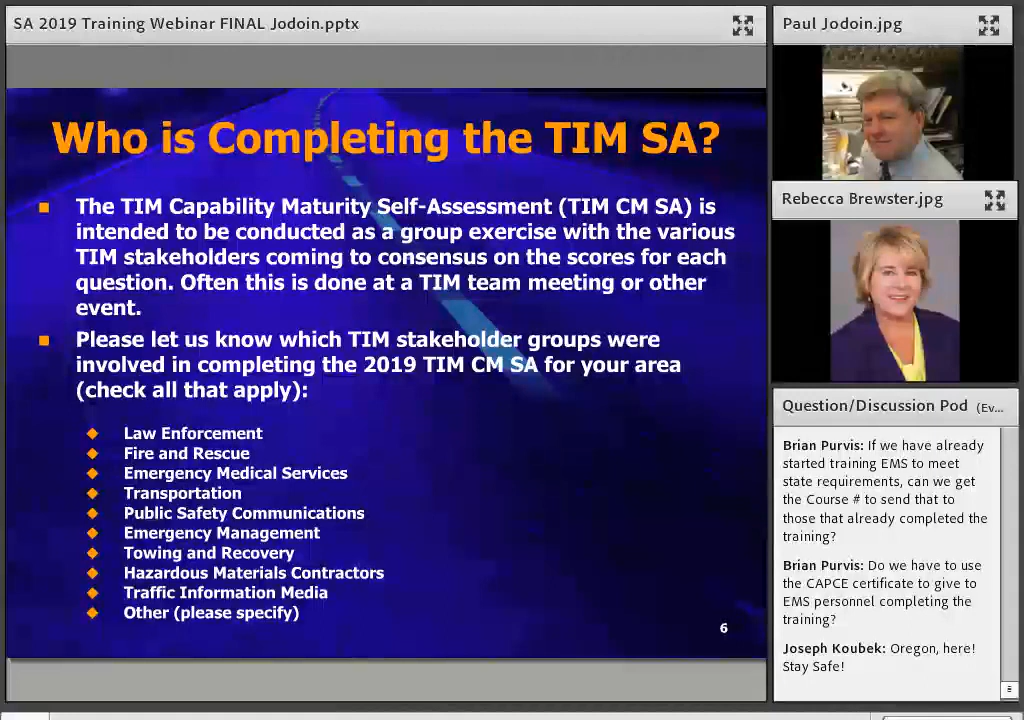 SA 2019 Training Webinar FINAL Jodoin.pptx
Who is Completing the TIM SA?
The TIM Capability Maturity Self-Assessment (TIM CM SA) is
intended to be conducted as a group exercise with the various
TIM stakeholders coming to consensus on the scores for each
question. Often this is done at a TIM team meeting or other
event.
Please let us know which TIM stakeholder groups were
involved in completing the 2019 TIM CM SA for your area
(check all that apply):
Law Enforcement
Fire and Rescue
Emergency Medical Services
Transportation
Public Safety Communications
Emergency Management
Towing and Recovery
Hazardous Materials Contractors
Traffic Information Media
Other (please specify)
6
Paul Jodoin.jpg
Rebecca Brewster.jpg
Question/Discussion Pod (Ev...
Brian Purvis: If we have already
started training EMS to meet
state requirements, can we get
the Course # to send that to
those that already completed the
training?
Brian Purvis: Do we have to use
the CAPCE certificate to give to
EMS personnel completing the
training?
Joseph Koubek: Oregon, here!
Stay Safe!